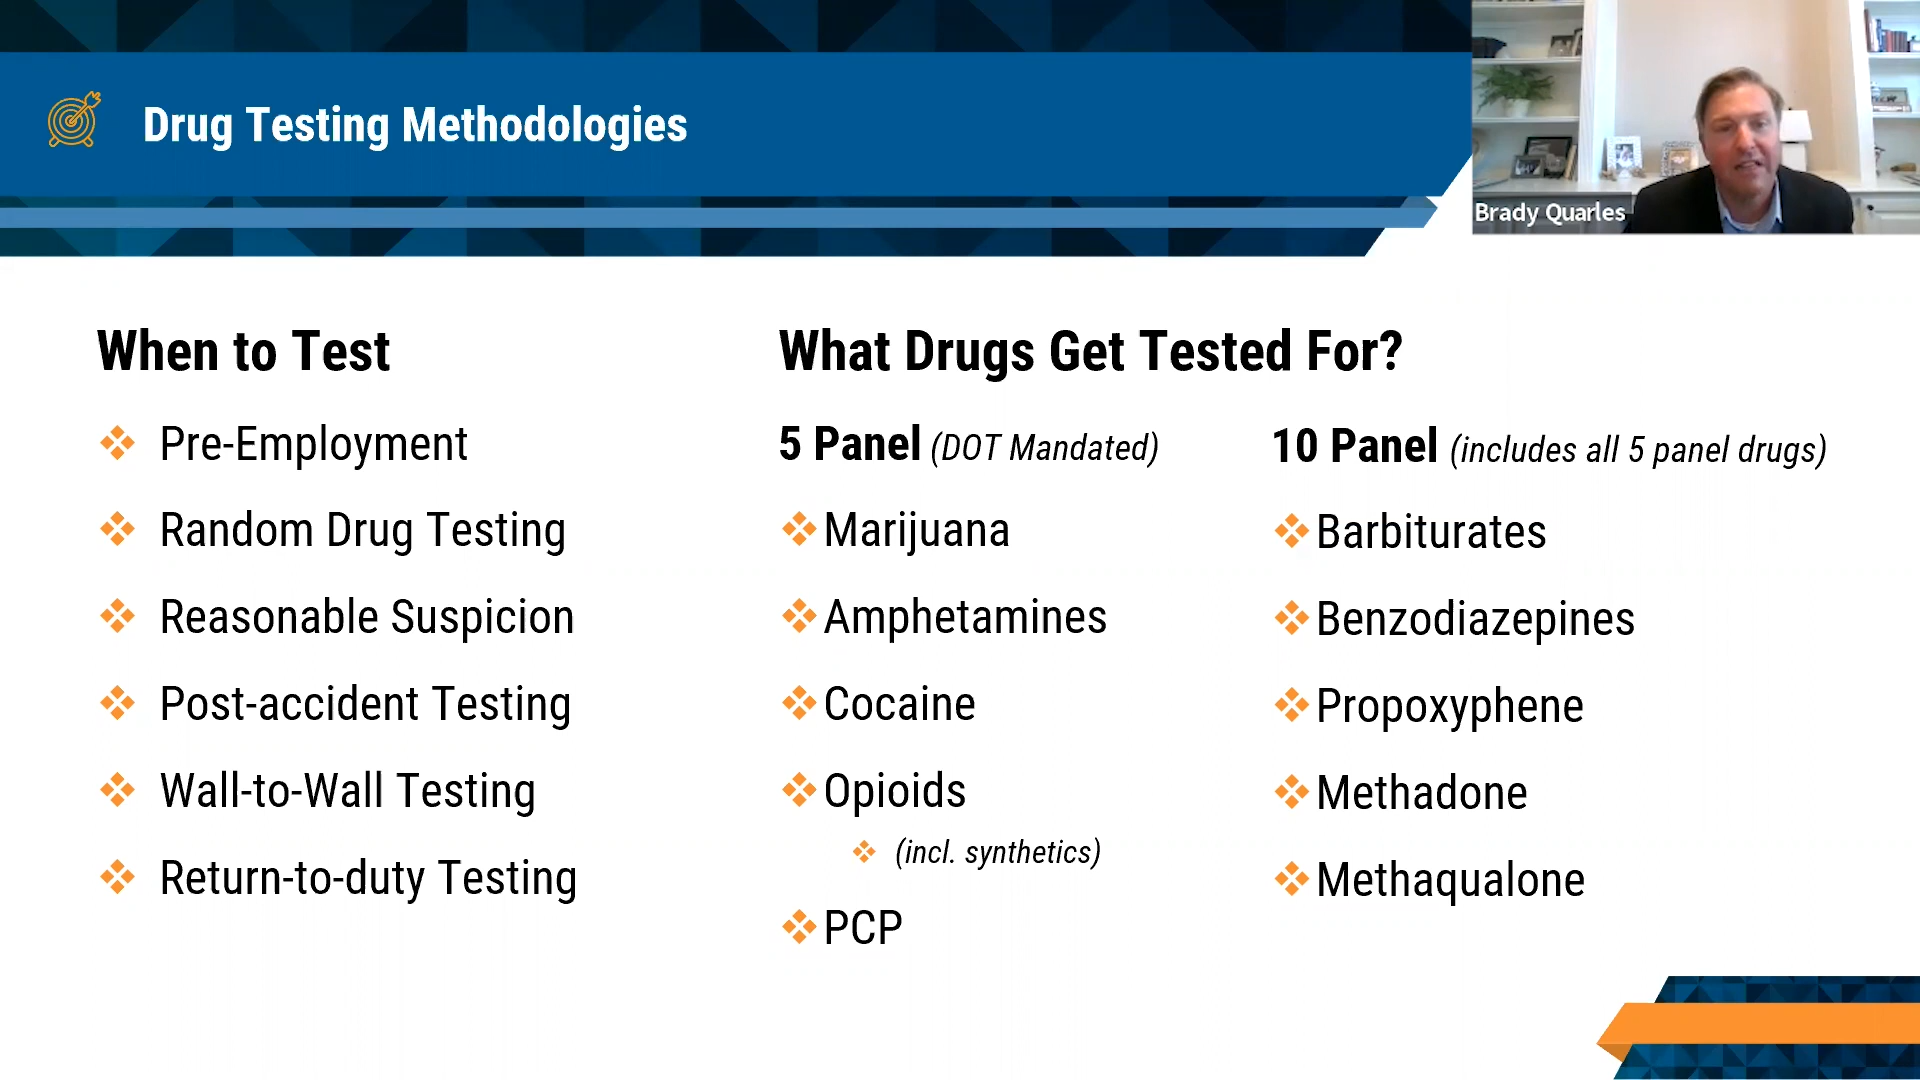 Drug Testing Methodologies
Brady Quarles
When to Test
Pre-Employment
Random Drug Testing
Reasonable Suspicion
Post-accident Testing
Wall-to-Wall Testing
Return-to-duty Testing
What Drugs Get Tested For?
5 Panel (DOT Mandated)
Marijuana
Amphetamines
Cocaine
Opioids
(incl. synthetics)
PCP
10 Panel (includes all 5 panel drugs)
Barbiturates
Benzodiazepines
Propoxyphene
Methadone
Methaqualone